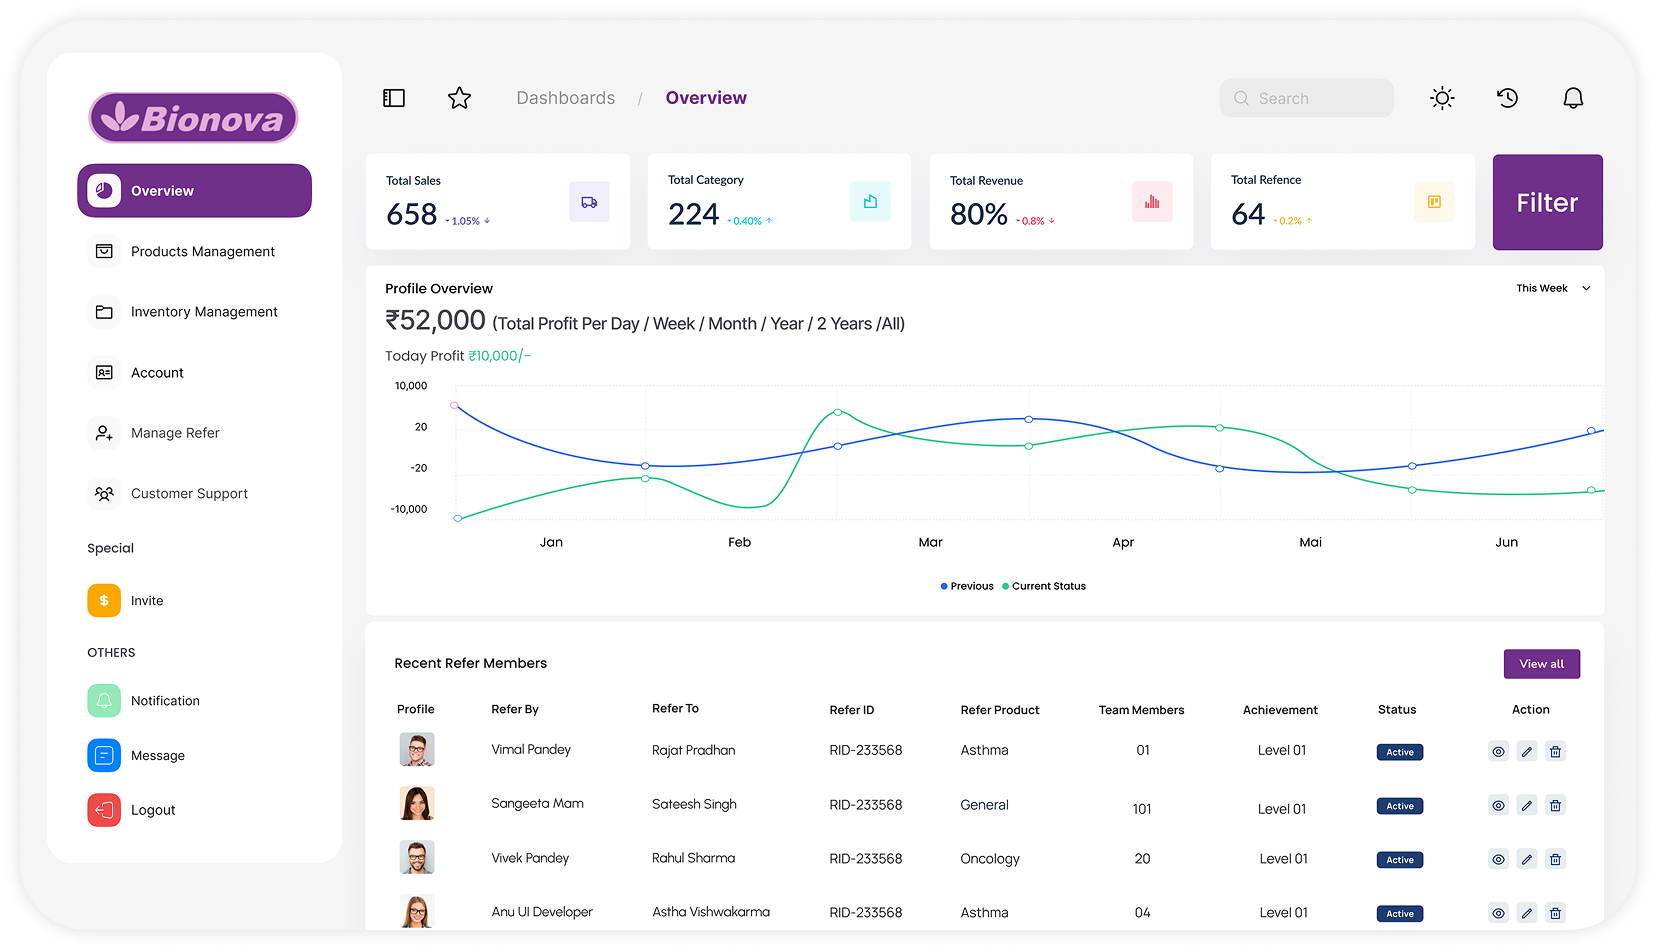 Bionova
Overview
Products Management
Inventory Management
Account
Manage Refer
Customer Support
Special
$ Invite
OTHERS
Notification
Message
Logout
Dashboards / Overview
Search
Total Sales
658 1.05%
Total Category
224 0.40%
Total Revenue
80% 0.8%
Total Refence
64 0.2%
Filter
Profile Overview
This Week
₹52,000 (Total Profit Per Day / Week / Month / Year / 2 Years /All)
Today Profit ₹10,000/-
10,000
20
-20
-10,000
Jan Feb Mar Apr Mai Jun
Previous Current Status
Recent Refer Members
View all
Profile Refer By Refer To Refer ID Refer Product Team Members Achievement Status Action
Vimal Pandey Rajat Pradhan RID-233568 Asthma 01 Level 01 Active
Sangeeta Mam Sateesh Singh RID-233568 General 101 Level 01 Active
Vivek Pandey Rahul Sharma RID-233568 Oncology 20 Level 01 Active
Anu UI Developer Astha Vishwakarma RID-233568 Asthma 04 Level 01 Active